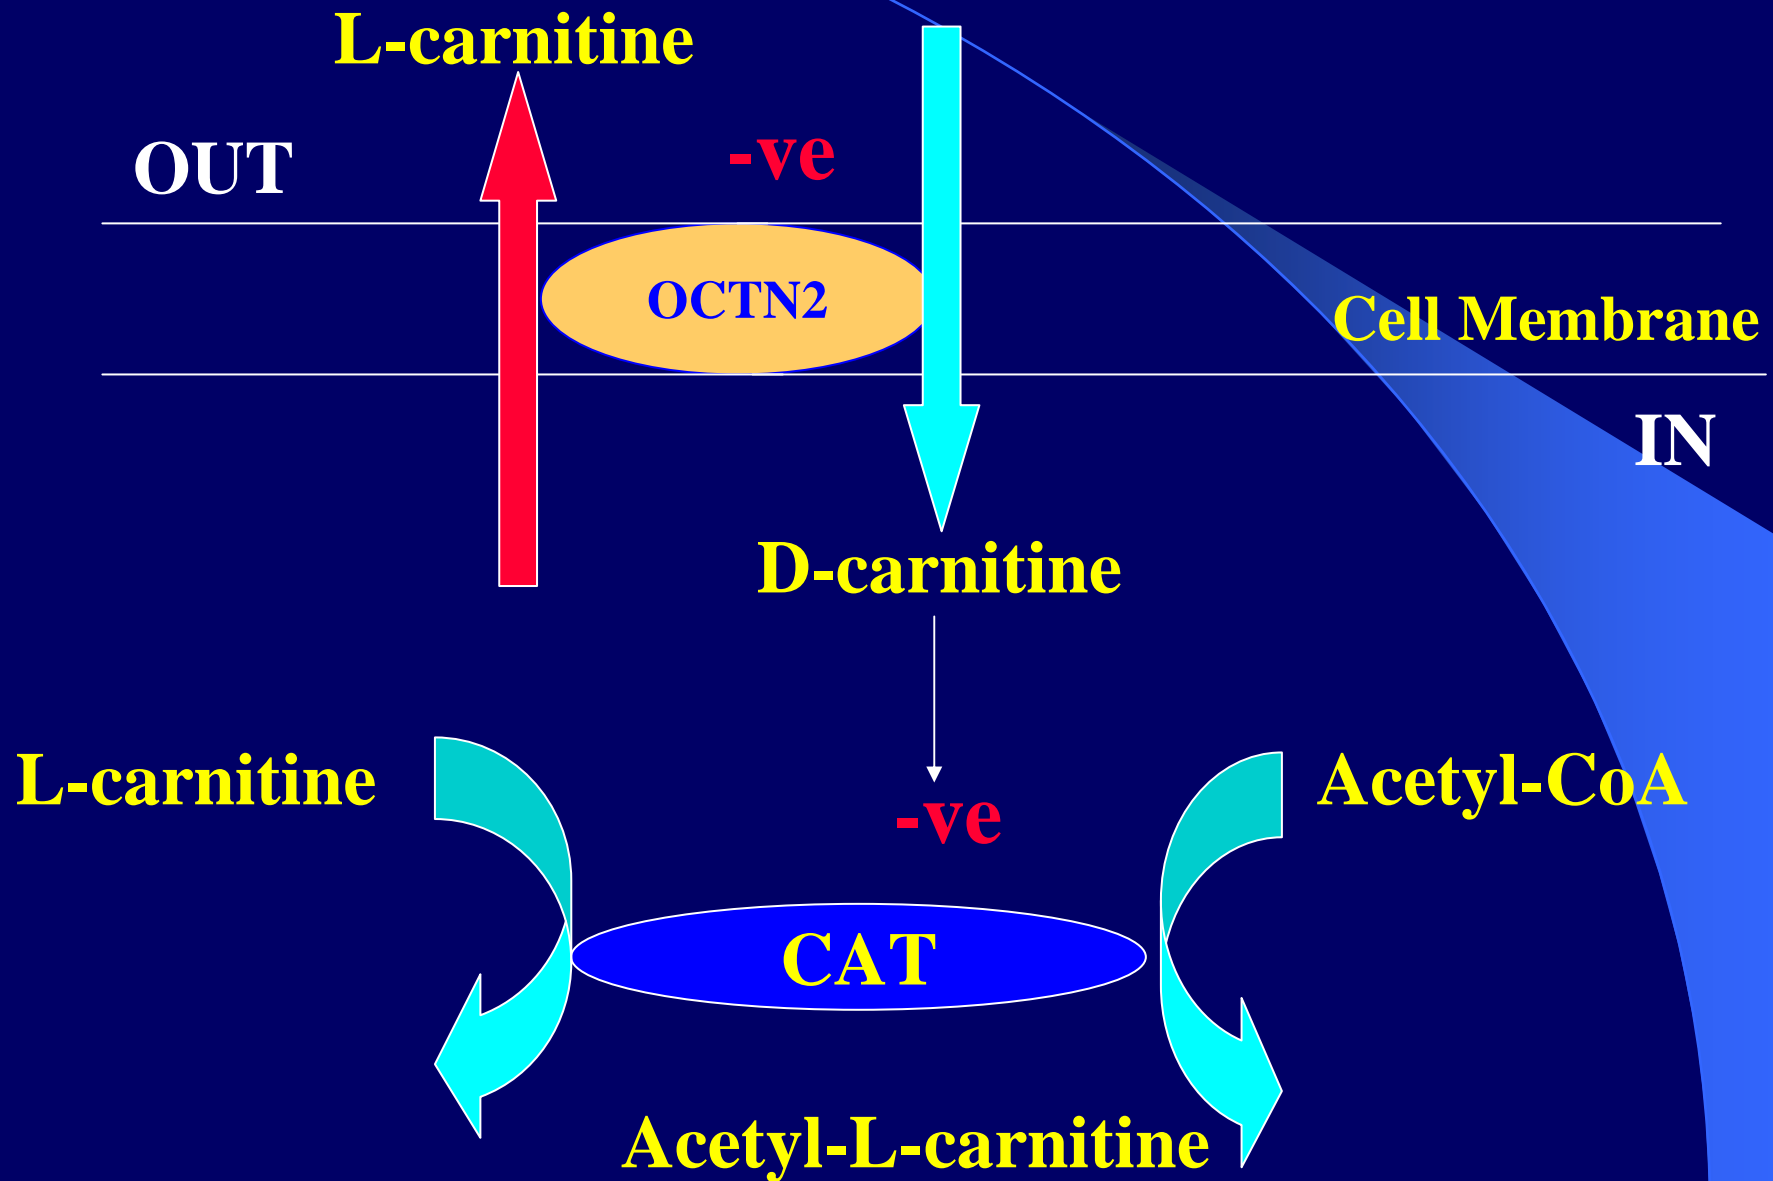 L-carnitine
OUT
-ve
OCTN2
Cell Membrane
IN
D-carnitine
L-carnitine
Acetyl-CoA
-ve
CAT
Acetyl-L-carnitine